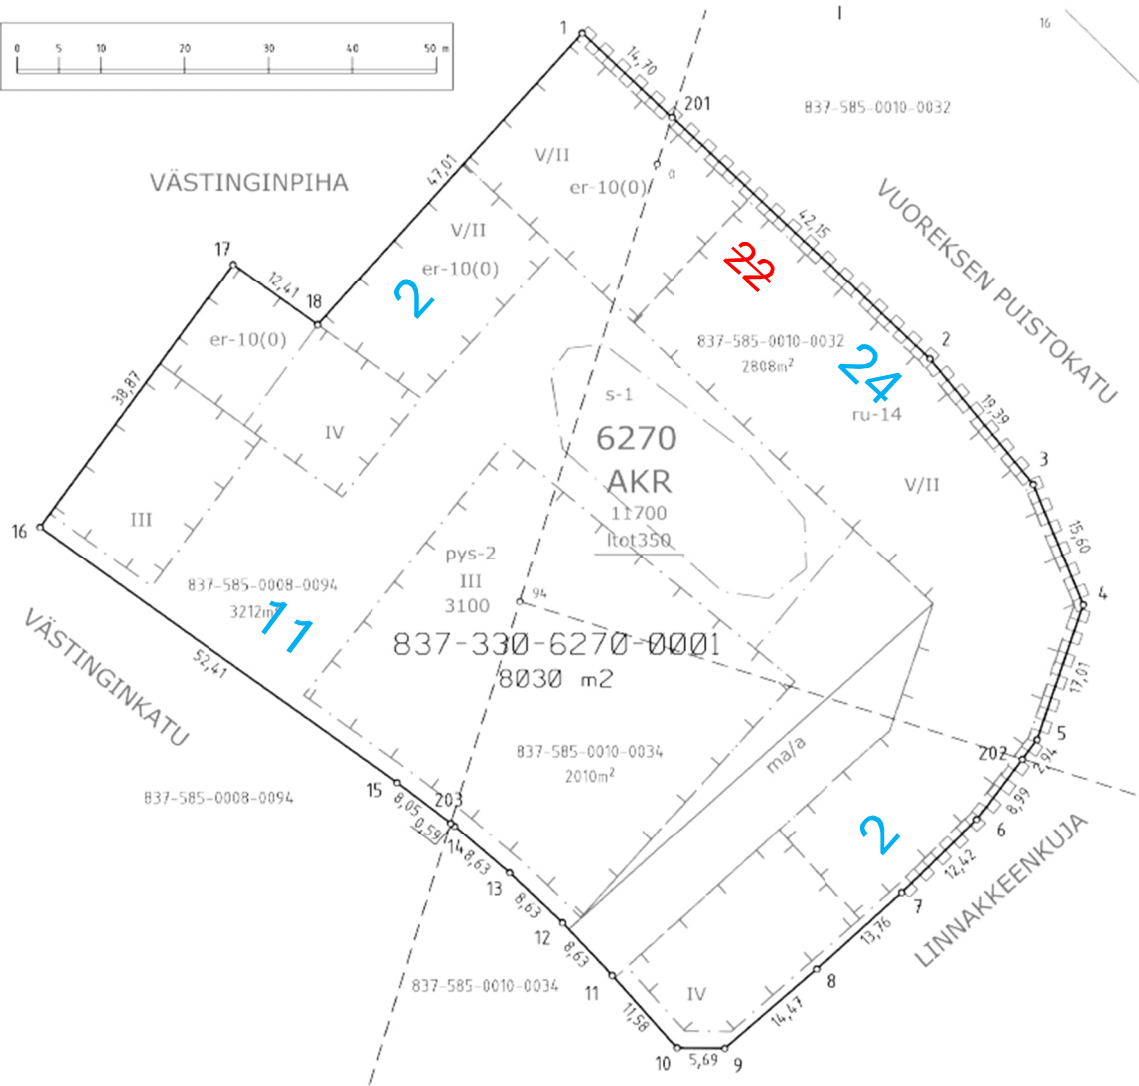 0 5 10 20 30 40 50 m
1
16
14,70
201
837-585-0010-0032
VÄSTINGINPIHA
47,01
V/II
er-10(0)
0
VUOREKSEN PUISTOKATU
42,15
22
17
12,41
18
V/II
er-10(0)
2
er-10(0)
837-585-0010-0032
2808m²
2
24
ru-14
19,39
38,87
s-1
6270
AKR
11700
ltot350
IV
V/II
3
15,60
16
III
pys-2
III
3100
837-585-0008-0094
3212m²
11
94
4
837-330-6270-0001
8030 m2
17,01
VÄSTINGINKATU
52,41
837-585-0010-0034
2010m²
ma/a
5
202
2,94
837-585-0008-0094
15
8,05
203
0,59
8,63
8,99
6
2
12,42
LINNAKKEENKUJA
13
8,63
7
13,76
12
8,63
837-585-0010-0034
11
IV
8
11,58
14,47
10
5,69
9